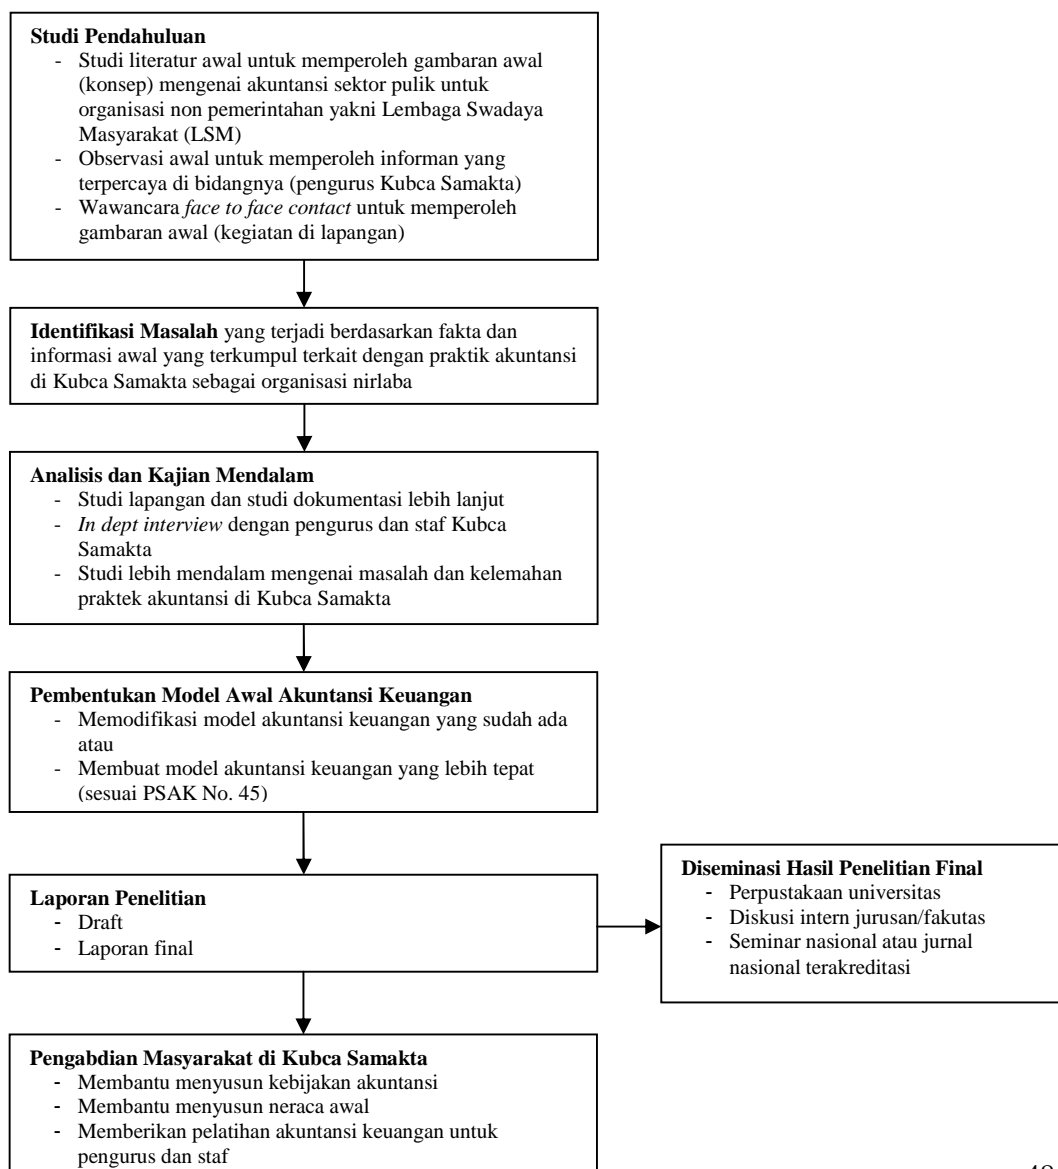 Studi Pendahuluan
- Studi literatur awal untuk memperoleh gambaran awal
(konsep) mengenai akuntansi sektor pulik untuk
organisasi non pemerintahan yakni Lembaga Swadaya
Masyarakat (LSM)
- Observasi awal untuk memperoleh informan yang
terpercaya di bidangnya (pengurus Kubca Samakta)
- Wawancara face to face contact untuk memperoleh
gambaran awal (kegiatan di lapangan)
Identifikasi Masalah yang terjadi berdasarkan fakta dan
informasi awal yang terkumpul terkait dengan praktik akuntansi
di Kubca Samakta sebagai organisasi nirlaba
Analisis dan Kajian Mendalam
- Studi lapangan dan studi dokumentasi lebih lanjut
- In dept interview dengan pengurus dan staf Kubca
Samakta
- Studi lebih mendalam mengenai masalah dan kelemahan
praktek akuntansi di Kubca Samakta
Pembentukan Model Awal Akuntansi Keuangan
- Memodifikasi model akuntansi keuangan yang sudah ada
atau
- Membuat model akuntansi keuangan yang lebih tepat
(sesuai PSAK No. 45)
Laporan Penelitian
- Draft
- Laporan final
Diseminasi Hasil Penelitian Final
- Perpustakaan universitas
- Diskusi intern jurusan/fakutas
- Seminar nasional atau jurnal
nasional terakreditasi
Pengabdian Masyarakat di Kubca Samakta
- Membantu menyusun kebijakan akuntansi
- Membantu menyusun neraca awal
- Memberikan pelatihan akuntansi keuangan untuk
pengurus dan staf